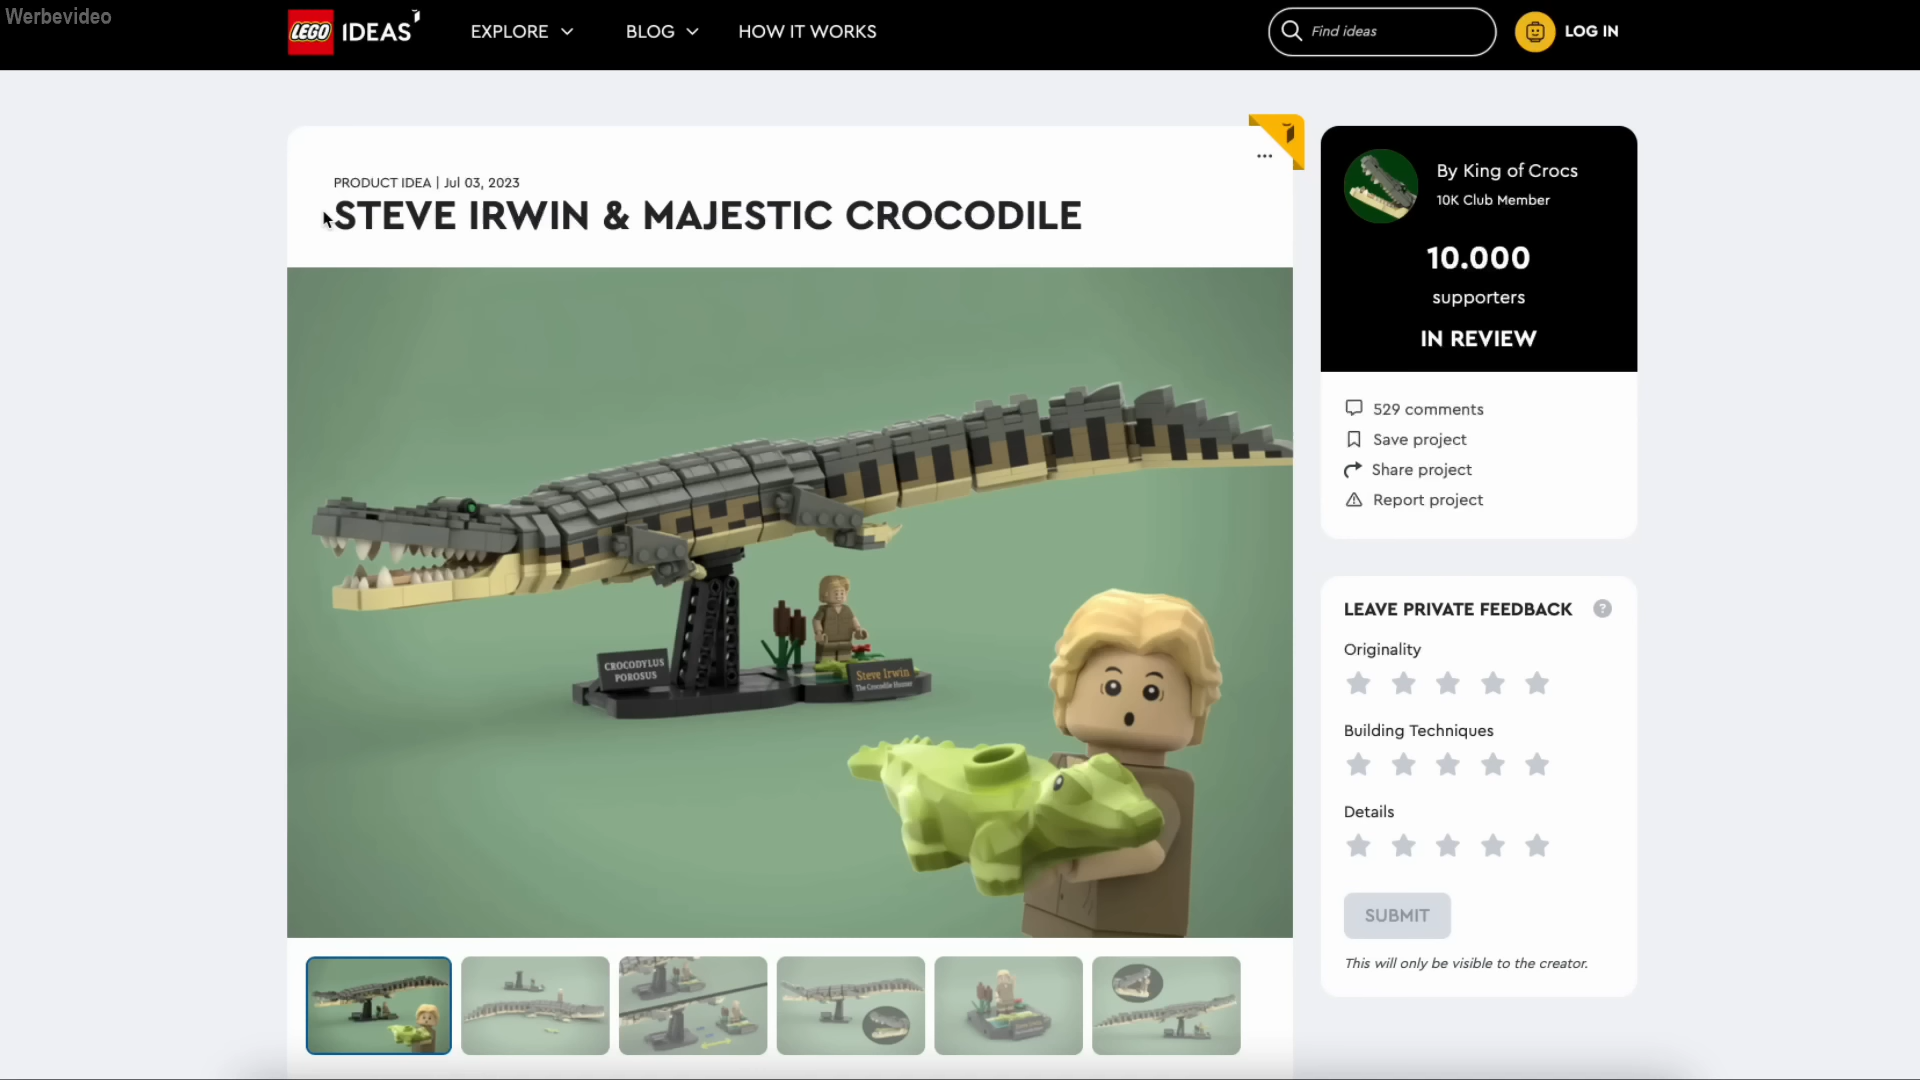 Werbevideo
LEGO IDEAS
EXPLORE
BLOG
HOW IT WORKS
Find ideas
LOG IN
PRODUCT IDEA | Jul 03, 2023
STEVE IRWIN & MAJESTIC CROCODILE
...
By King of Crocs
10K Club Member
10.000
supporters
IN REVIEW
529 comments
Save project
Share project
Report project
CROCODYLUS
POROSUS
Steve Irwin
The Crocodile Hunter
LEAVE PRIVATE FEEDBACK ?
Originality
Building Techniques
Details
SUBMIT
This will only be visible to the creator.